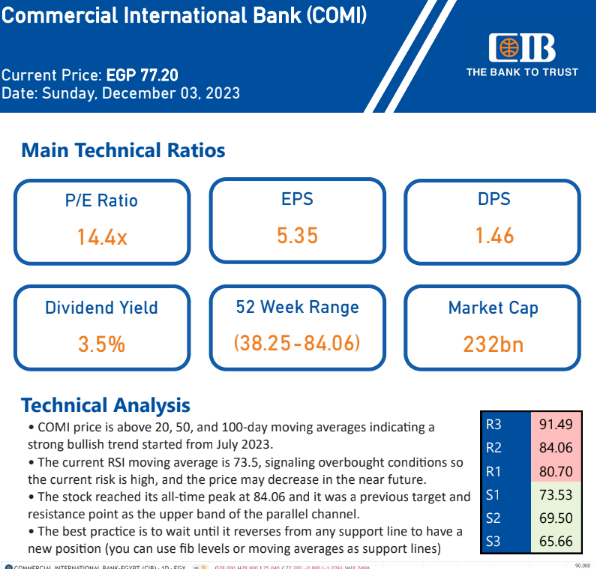 Commercial International Bank (COMI)
CIB
THE BANK TO TRUST
Current Price: EGP 77.20
Date: Sunday, December 03, 2023
Main Technical Ratios
P/E Ratio
14.4x
EPS
5.35
DPS
1.46
Dividend Yield
3.5%
52 Week Range
(38.25-84.06)
Market Cap
232bn
Technical Analysis
• COMI price is above 20, 50, and 100-day moving averages indicating a
strong bullish trend started from July 2023.
• The current RSI moving average is 73.5, signaling overbought conditions so
the current risk is high, and the price may decrease in the near future.
• The stock reached its all-time peak at 84.06 and it was a previous target and
resistance point as the upper band of the parallel channel.
• The best practice is to wait until it reverses from any support line to have a
new position (you can use fib levels or moving averages as support lines)
R3 91.49
R2 84.06
R1 80.70
S1 73.53
S2 69.50
S3 65.66
COMMERCIAL INTERNATIONAL BANK-EGYPT (CIB) · 1D · EGX
90.000